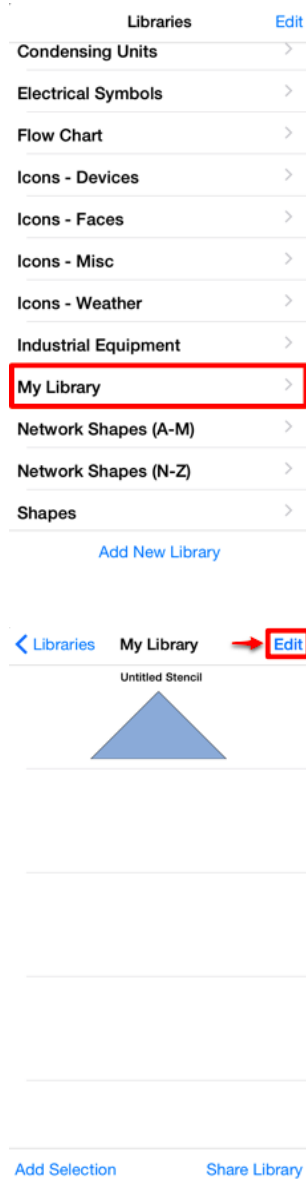 Libraries Edit
Condensing Units
Electrical Symbols
Flow Chart
Icons - Devices
Icons - Faces
Icons - Misc
Icons - Weather
Industrial Equipment
My Library
Network Shapes (A-M)
Network Shapes (N-Z)
Shapes
Add New Library
Libraries My Library Edit
Untitled Stencil
Add Selection Share Library